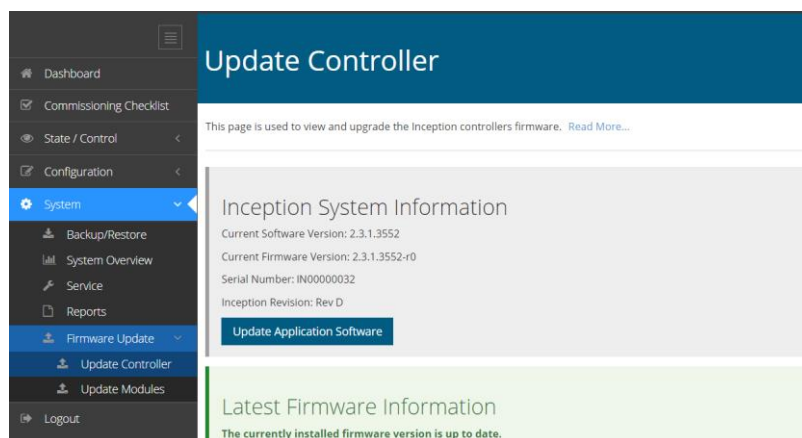 Dashboard
Commissioning Checklist
State / Control
Configuration
System
Backup/Restore
System Overview
Service
Reports
Firmware Update
Update Controller
Update Modules
Logout
Update Controller
This page is used to view and upgrade the Inception controllers firmware. Read More...
Inception System Information
Current Software Version: 2.3.1.3552
Current Firmware Version: 2.3.1.3552-r0
Serial Number: IN00000032
Inception Revision: Rev D
Update Application Software
Latest Firmware Information
The currently installed firmware version is up to date.